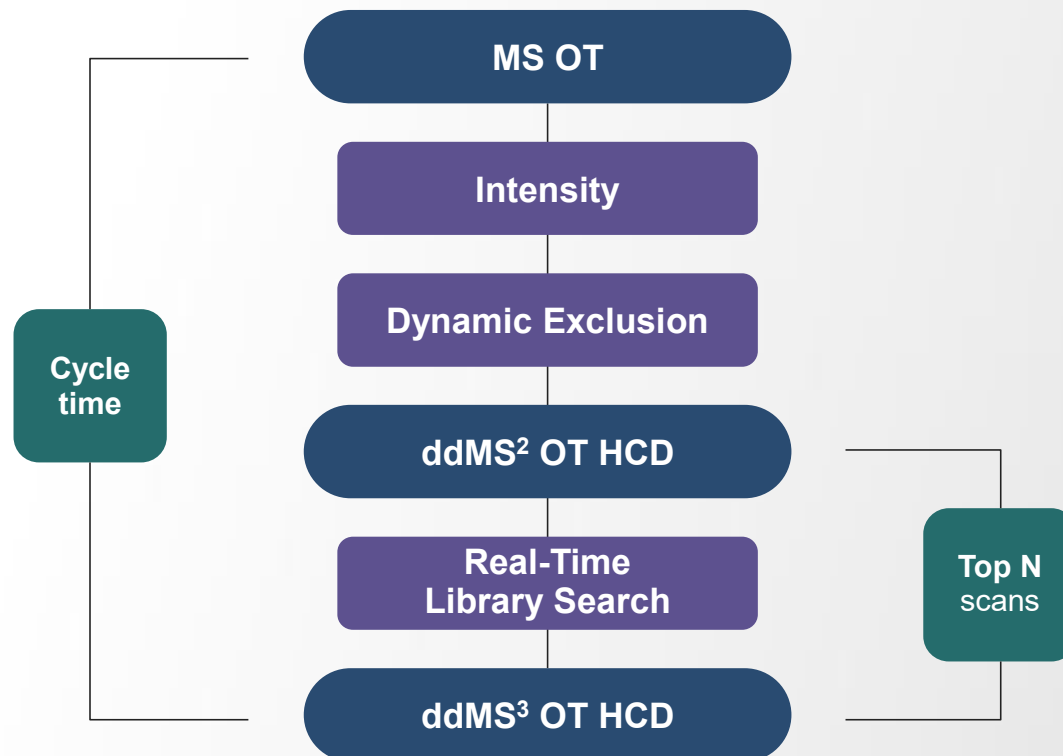 MS OT
Intensity
Dynamic Exclusion
Cycle
time
ddMS² OT HCD
Real-Time
Library Search
Top N
scans
ddMS³ OT HCD